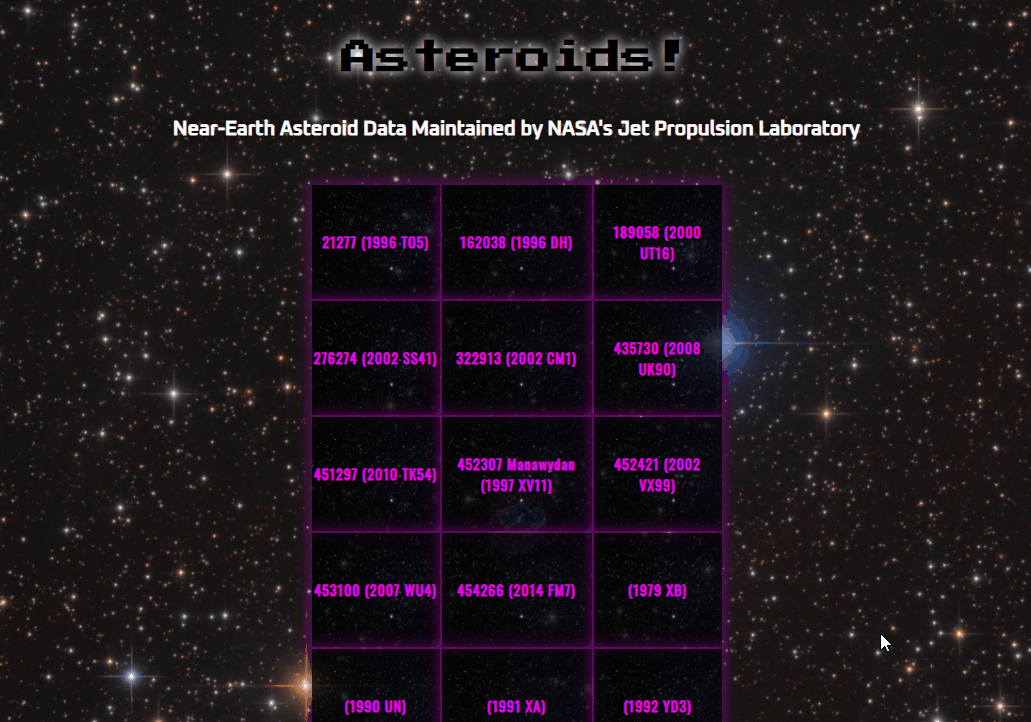 Asteroids!
Near-Earth Asteroid Data Maintained by NASA's Jet Propulsion Laboratory
21277 (1996 TO5)
162038 (1996 DH)
189058 (2000
UT16)
276274 (2002 SS41)
322913 (2002 CM1)
435730 (2008
UK90)
451297 (2010 TK54)
452307 Manawydan
(1997 XV11)
452421 (2002
VX99)
453100 (2007 WU4)
454266 (2014 FM7)
(1979 XB)
(1990 UN)
(1991 XA)
(1992 YD3)